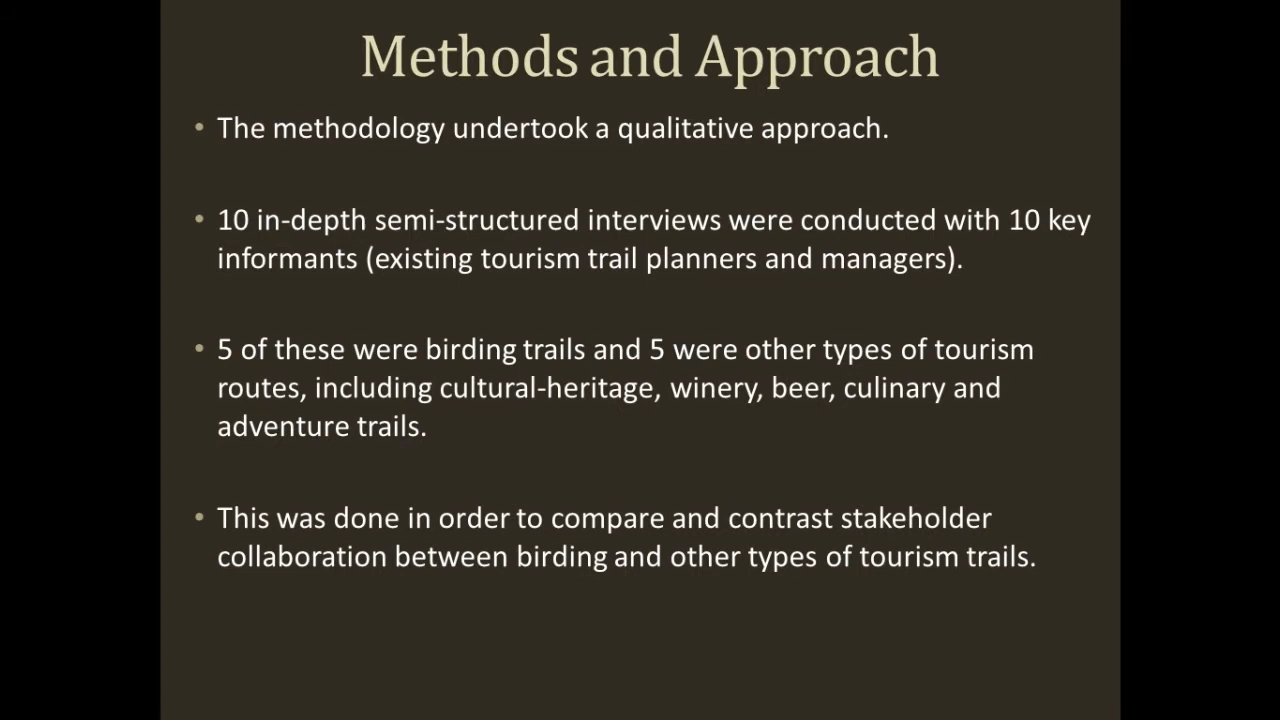 Methods and Approach
• The methodology undertook a qualitative approach.
• 10 in-depth semi-structured interviews were conducted with 10 key
informants (existing tourism trail planners and managers).
• 5 of these were birding trails and 5 were other types of tourism
routes, including cultural-heritage, winery, beer, culinary and
adventure trails.
• This was done in order to compare and contrast stakeholder
collaboration between birding and other types of tourism trails.